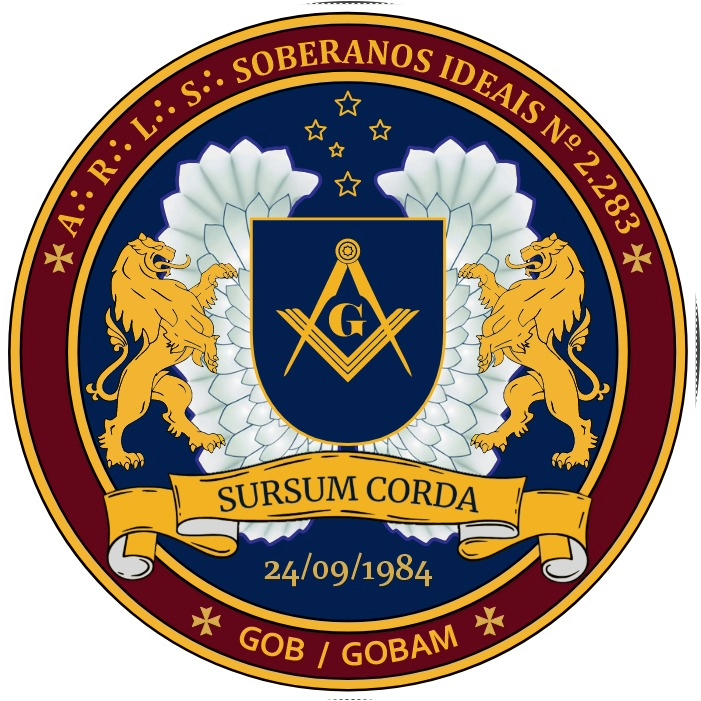 A∴ R∴ L∴ S∴ SOBERANOS IDEAIS Nº 2.283
G
SURSUM CORDA
24/09/1984
GOB / GOBAM